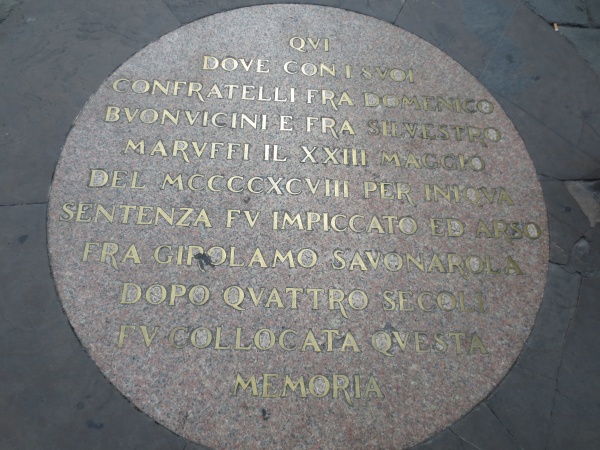 QVI
DOVE CON I SVOI
CONFRATELLI FRA DOMENICO
BVONVICINI E FRA SILVESTRO
MARVFFI IL XXIII MAGGIO
DEL MCCCCXCVIII PER INIQVA
SENTENZA FV IMPICCATO ED ARSO
FRA GIROLAMO SAVONAROLA
DOPO QVATTRO SECOLI
FV COLLOCATA QVESTA
MEMORIA